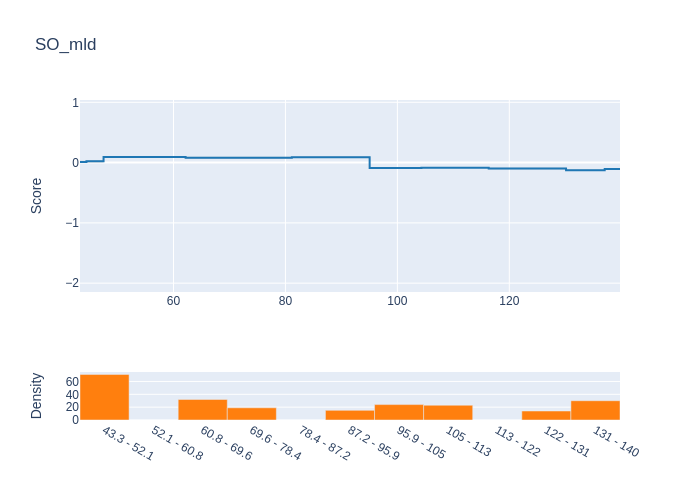 SO_mld
1
0
−1
−2
Score
60
80
100
120
60
40
20
0
Density
43.3 - 52.1
52.1 - 60.8
60.8 - 69.6
69.6 - 78.4
78.4 - 87.2
87.2 - 95.9
95.9 - 105
105 - 113
113 - 122
122 - 131
131 - 140